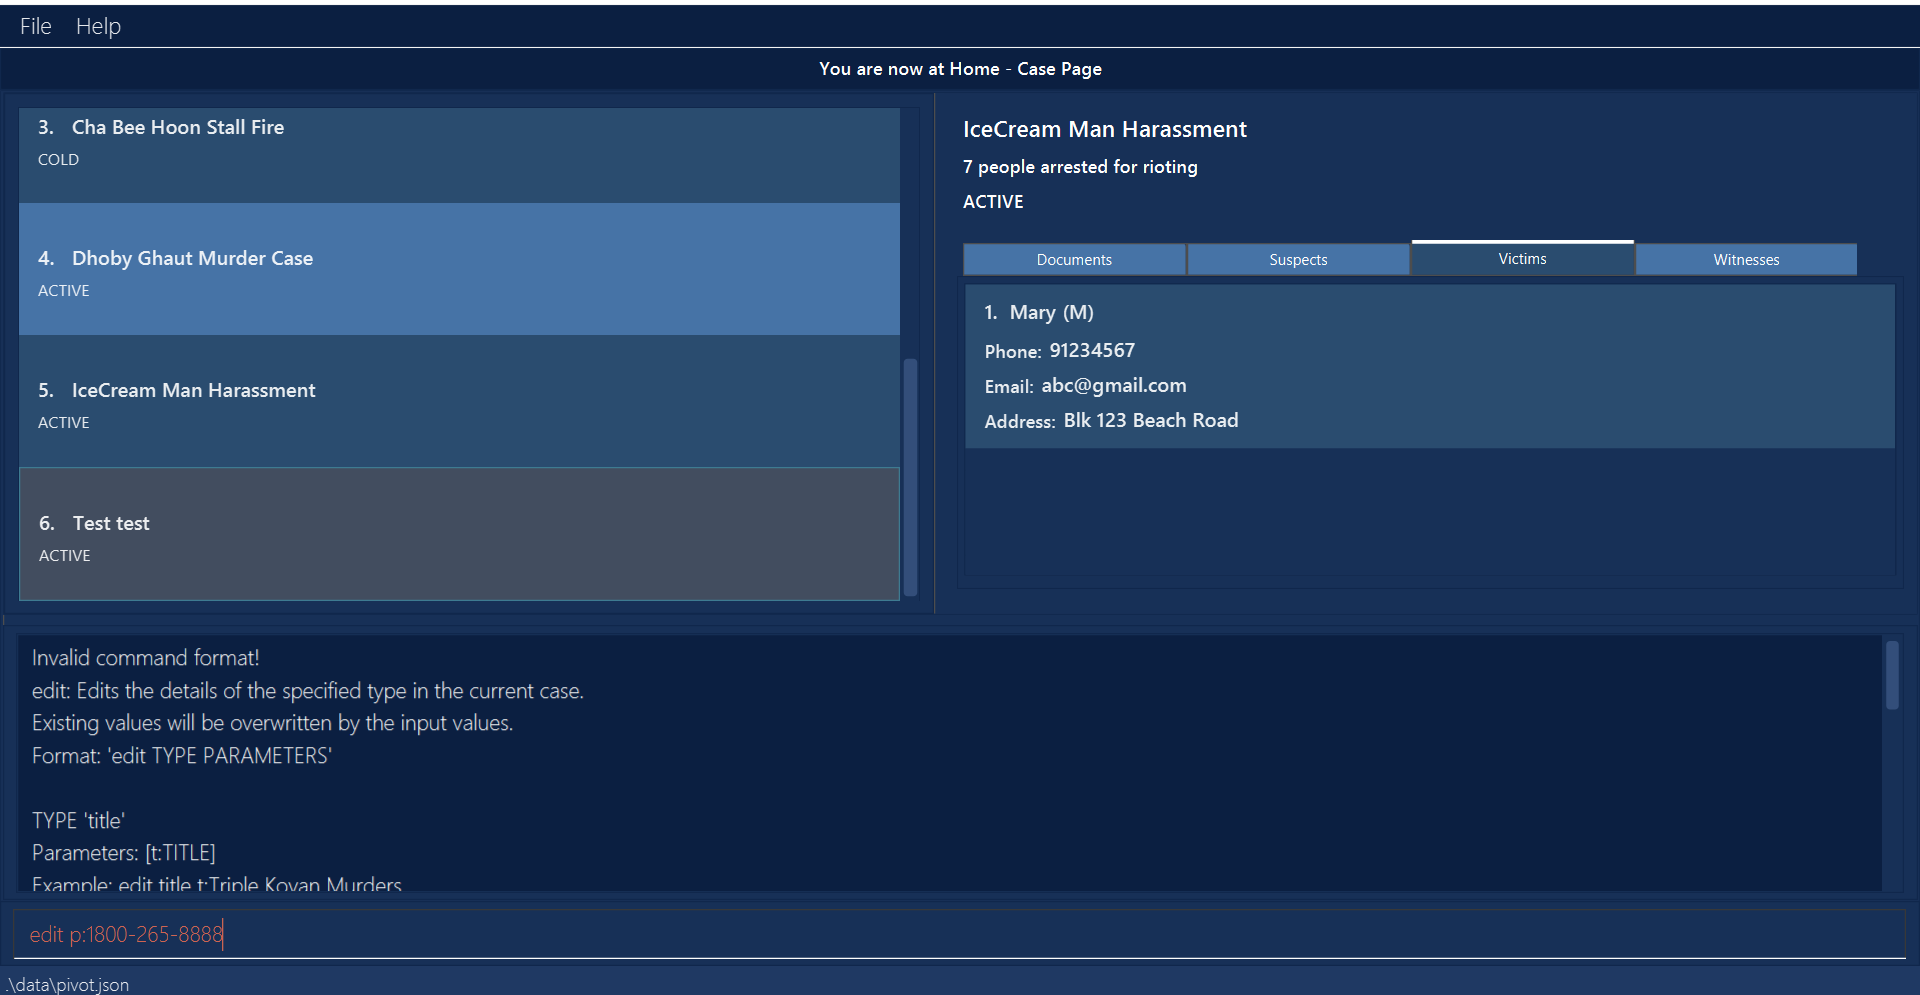 File Help
You are now at Home - Case Page
3. Cha Bee Hoon Stall Fire
COLD
4. Dhoby Ghaut Murder Case
ACTIVE
5. IceCream Man Harassment
ACTIVE
6. Test test
ACTIVE
IceCream Man Harassment
7 people arrested for rioting
ACTIVE
Documents Suspects Victims Witnesses
1. Mary (M)
Phone: 91234567
Email: abc@gmail.com
Address: Blk 123 Beach Road
Invalid command format!
edit: Edits the details of the specified type in the current case.
Existing values will be overwritten by the input values.
Format: 'edit TYPE PARAMETERS'
TYPE 'title'
Parameters: [t:TITLE]
Example: edit title t:Triple Kovan Murders
edit p:1800-265-8888
.\data\pivot.json